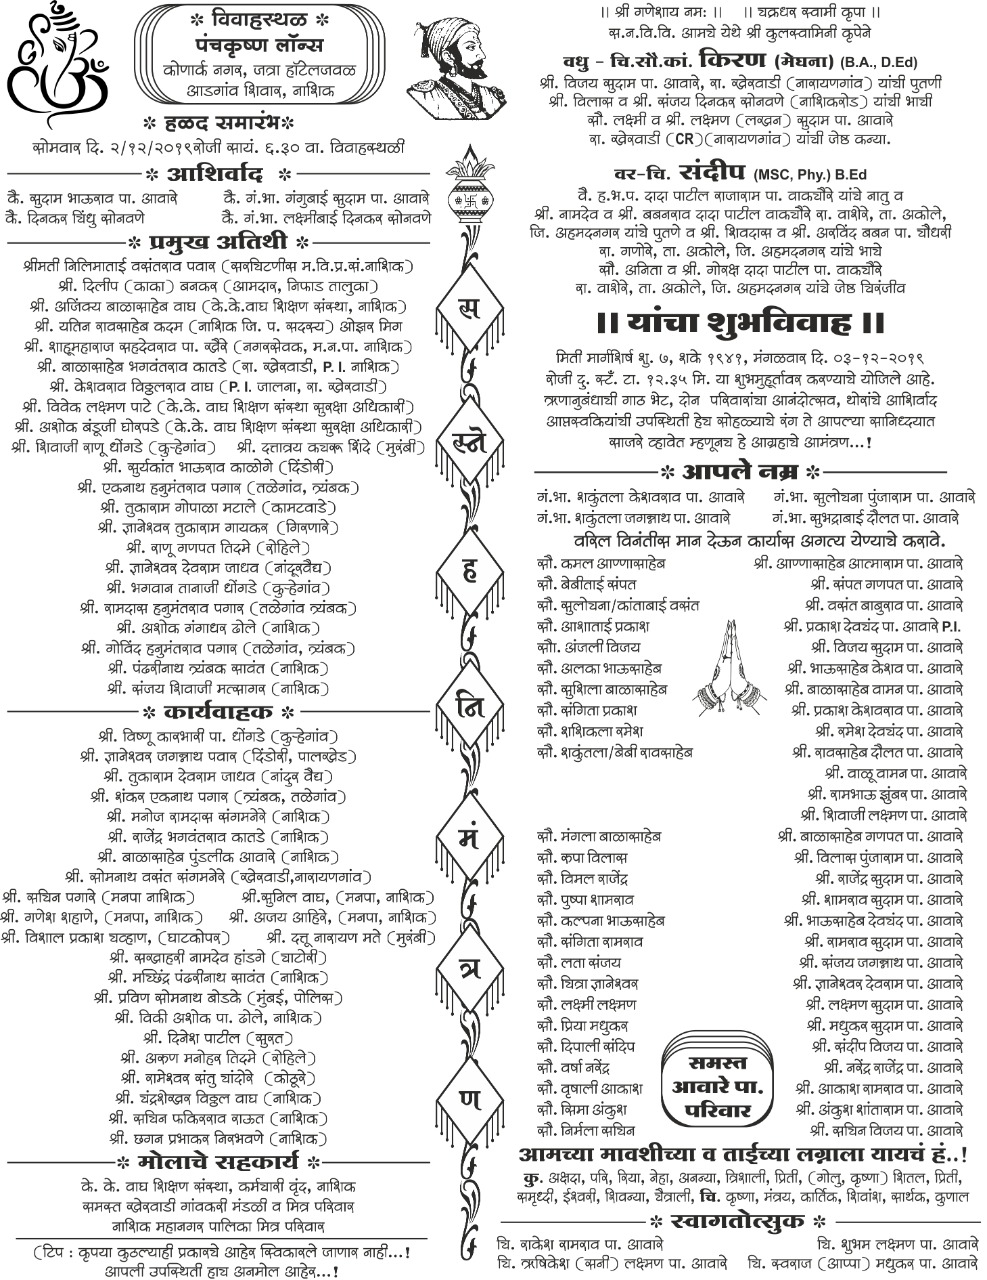 * विवाहस्थळ *
पंचकृष्ण लॉन्स
कोणार्क नगर, जत्रा हॉटेलजवळ
आडगांव शिवार, नाशिक
* हळद समारंभ*
सोमवार दि. २/१२/२०१९रोजी सायं. ६.३० वा. विवाहस्थळी
* आशिर्वाद *
कै. सुदाम भाऊराव पा. आवारे कै. गं.भा. गंगुबाई सुदाम पा. आवारे
कै. दिनकर त्रिंधु सोनवणे कै. गं.भा. लक्ष्मीबाई दिनकर सोनवणे
* प्रमुख अतिथी *
श्रीमती निलिमाताई वसंतराव पवार (सरचिटणीस म.वि.प्र.सं.नाशिक)
श्री. दिलीप (काका) बनकर (आमदार, निफाड तालुका)
श्री. अजिंक्य बाळासाहेब वाघ (के.के.वाघ शिक्षण संस्था, नाशिक)
श्री. यतिन रावसाहेब कदम (नाशिक जि. प. सदस्य) ओझर मिग
श्री. शाहूमहाराज सहदेवराव पा. खैरे (नगरसेवक, म.न.पा. नाशिक)
श्री. बाळासाहेब भगवंतराव कातडे (रा. खेरवाडी, P. I. नाशिक)
श्री. केशवराव विठ्ठलराव वाघ (P. I. जालना, रा. खेरवाडी)
श्री. विवेक लक्ष्मण पाटे (के.के. वाघ शिक्षण संस्था सुरक्षा अधिकारी)
श्री. अशोक बंडूजी घोरपडे (के.के. वाघ शिक्षण संस्था सुरक्षा अधिकारी)
श्री. शिवाजी राणू धोंगडे (कुऱ्हेगांव) श्री. दत्तात्रय कचरू शिंदे (मुरंबी)
श्री. सुर्यकांत भाऊराव काळोगे (दिंडोरी)
श्री. एकनाथ हनुमंतराव पगार (तळेगांव, त्र्यंबक)
श्री. तुकाराम गोपाळा मटाले (कामटवाडे)
श्री. ज्ञानेश्वर तुकाराम गायकर (गिरणारे)
श्री. राणू गणपत तिदमे (रोहिले)
श्री. ज्ञानेश्वर देवराम जाधव (नांदूरवैद्य)
श्री. भगवान तानाजी धोंगडे (कुऱ्हेगांव)
श्री. रामदास हनुमंतराव पगार (तळेगांव त्र्यंबक)
श्री. अशोक गंगाधर ढोले (नाशिक)
श्री. गोविंद हनुमंतराव पगार (तळेगांव, त्र्यंबक)
श्री. पंढरीनाथ त्र्यंबक सावंत (नाशिक)
श्री. संजय शिवाजी मत्सागर (नाशिक)
* कार्यवाहक *
श्री. विष्णू कारभारी पा. धोंगडे (कुऱ्हेगांव)
श्री. ज्ञानेश्वर जगन्नाथ पवार (दिंडोरी, पालखेड)
श्री. तुकाराम देवराम जाधव (नांदुर वैद्य)
श्री. शंकर एकनाथ पगार (त्र्यंबक, तळेगांव)
श्री. मनोज रामदास संगमनेरे (नाशिक)
श्री. राजेंद्र भगवंतराव कातडे (नाशिक)
श्री. बाळासाहेब पुंडलीक आवारे (नाशिक)
श्री. सोमनाथ वसंत संगमनेरे (खेरवाडी,नारायणगांव)
श्री. सचिन पगारे (मनपा नाशिक) श्री.सुनिल वाघ, (मनपा, नाशिक)
श्री. गणेश शहाणे, (मनपा, नाशिक) श्री. अजय आहिरे, (मनपा, नाशिक)
श्री. विशाल प्रकाश चव्हाण, (घाटकोपर) श्री. दत्तू नारायण मते (मुरंबी)
श्री. सखाहरी नामदेव हांडगे (घाटोरी)
श्री. मच्छिंद्र पंढरीनाथ सावंत (नाशिक)
श्री. प्रविण सोमनाथ बोडके (मुंबई, पोलिस)
श्री. विकी अशोक पा. ढोले, नाशिक)
श्री. दिनेश पाटील (सुरत)
श्री. अरुण मनोहर तिदमे (रोहिले)
श्री. रामेश्वर संतु चांदोरे (कोठूरे)
श्री. चंद्रशेखर विठ्ठल वाघ (नाशिक)
श्री. सचिन फकिरराव राऊत (नाशिक)
श्री. छगन प्रभाकर निरभवणे (नाशिक)
* मोलाचे सहकार्य *
के. के. वाघ शिक्षण संस्था, कर्मचारी वृंद, नाशिक
समस्त खेरवाडी गांवकरी मंडळी व मित्र परिवार
नाशिक महानगर पालिका मित्र परिवार
(टिप : कृपया कुठल्याही प्रकारचे आहेर स्विकारले जाणार नाही...!
आपली उपस्थिती हाच अनमोल आहेर...!
स
स्ने
ह
नि
मं
त्र
ण
।। श्री गणेशाय नमः ।। ।। चक्रधर स्वामी कृपा ।।
स.न.वि.वि. आमचे येथे श्री कुलस्वामिनी कृपेने
वधु - चि.सौ.कां. किरण (मेघना) (B.A., D.Ed)
श्री. विजय सुदाम पा. आवारे, रा. खेरवाडी (नारायणगांव) यांची पुतणी
श्री. विलास व श्री. संजय दिनकर सोनवणे (नाशिकरोड) यांची भाची
सौ. लक्ष्मी व श्री. लक्ष्मण (लखन) सुदाम पा. आवारे
रा. खेरवाडी (CR)(नारायणगांव) यांची जेष्ठ कन्या.
वर-चि. संदीप (MSC, Phy.) B.Ed
वै. ह.भ.प. दादा पाटील राजाराम पा. वाकचौरे यांचे नातु व
श्री. नामदेव व श्री. बबनराव दादा पाटील वाकचौरे रा. वाशेरे, ता. अकोले,
जि. अहमदनगर यांचे पुतणे व श्री. शिवदास व श्री. अरविंद बबन पा. चौधरी
रा. गणोरे, ता. अकोले, जि. अहमदनगर यांचे भाचे
सौ. अनिता व श्री. गोरक्ष दादा पाटील पा. वाकचौरे
रा. वाशेरे, ता. अकोले, जि. अहमदनगर यांचे जेष्ठ चिरंजीव
।। यांचा शुभविवाह ।।
मिती मार्गशिर्ष शु. ७, शके १९४१, मंगळवार दि. ०३-१२-२०१९
रोजी दु. स्टँ. टा. १२.३५ मि. या शुभमुहूर्तावर करण्याचे योजिले आहे.
ऋणानुबंधाची गाठ भेट, दोन परिवारांचा आनंदोत्सव, थोरांचे आशिर्वाद
आप्तस्वकियांची उपस्थिती हेच सोहळ्याचे रंग ते आपल्या सानिध्दयात
साजरे व्हावेत म्हणूनच हे आग्रहाचे आमंत्रण...!
* आपले नम्र *
गं.भा. शकुंतला केशवराव पा. आवारे गं.भा. सुलोचना पुंजाराम पा. आवारे
गं.भा. शकुंतला जगन्नाथ पा. आवारे गं.भा. सुभद्राबाई दौलत पा. आवारे
वरिल विनंतीस मान देऊन कार्यास अगत्य येण्याचे करावे.
सौ. कमल आण्णासाहेब श्री. आण्णासाहेब आत्माराम पा. आवारे
सौ. बेबीताई संपत श्री. संपत गणपत पा. आवारे
सौ. सुलोचना/कांताबाई वसंत श्री. वसंत बाबुराव पा. आवारे
सौ. आशाताई प्रकाश श्री. प्रकाश देवचंद पा. आवारे P.I.
सौ. अंजली विजय श्री. विजय सुदाम पा. आवारे
सौ. अलका भाऊसाहेब श्री. भाऊसाहेब केशव पा. आवारे
सौ. सुशिला बाळासाहेब श्री. बाळासाहेब वामन पा. आवारे
सौ. संगिता प्रकाश श्री. प्रकाश केशवराव पा. आवारे
सौ. शशिकला रमेश श्री. रमेश देवचंद पा. आवारे
सौ. शकुंतला/बेबी रावसाहेब श्री. रावसाहेब दौलत पा. आवारे
श्री. वाळू वामन पा. आवारे
श्री. रामभाऊ झुंबर पा. आवारे
श्री. शिवाजी लक्ष्मण पा. आवारे
सौ. मंगला बाळासाहेब श्री. बाळासाहेब गणपत पा. आवारे
सौ. रुपा विलास श्री. विलास पुंजाराम पा. आवारे
सौ. विमल राजेंद्र श्री. राजेंद्र सुदाम पा. आवारे
सौ. पुष्पा शामराव श्री. शामराव सुदाम पा. आवारे
सौ. कल्पना भाऊसाहेब श्री. भाऊसाहेब देवचंद पा. आवारे
सौ. संगिता रामराव श्री. रामराव सुदाम पा. आवारे
सौ. लता संजय श्री. संजय जगन्नाथ पा. आवारे
सौ. चित्रा ज्ञानेश्वर श्री. ज्ञानेश्वर देवराम पा. आवारे
सौ. लक्ष्मी लक्ष्मण श्री. लक्ष्मण सुदाम पा. आवारे
सौ. प्रिया मधुकर श्री. मधुकर सुदाम पा. आवारे
सौ. दिपाली संदिप श्री. संदीप विजय पा. आवारे
सौ. वर्षा नरेंद्र श्री. नरेंद्र राजेंद्र पा. आवारे
सौ. वृषाली आकाश श्री. आकाश रामराव पा. आवारे
सौ. सिमा अंकुश श्री. अंकुश शांताराम पा. आवारे
सौ. निर्मला सचिन श्री. सचिन विजय पा. आवारे
समस्त
आवारे पा.
परिवार
आमच्या मावशीच्या व ताईच्या लग्नाला यायचं हं..!
कु. अक्षदा, परि, रिया, नेहा, अनन्या, त्रिशाली, प्रिती, (गोलु, कृष्णा) शितल, प्रिती,
समृध्दी, ईश्वरी, शिवन्या, चैत्राली, चि. कृष्णा, मंत्रय, कार्तिक, शिवांश, सार्थक, कुणाल
* स्वागतोत्सुक *
चि. राकेश रामराव पा. आवारे चि. शुभम लक्ष्मण पा. आवारे
चि. ऋषिकेश (सनी) लक्ष्मण पा. आवारे चि. स्वराज (आप्पा) मधुकर पा. आवारे